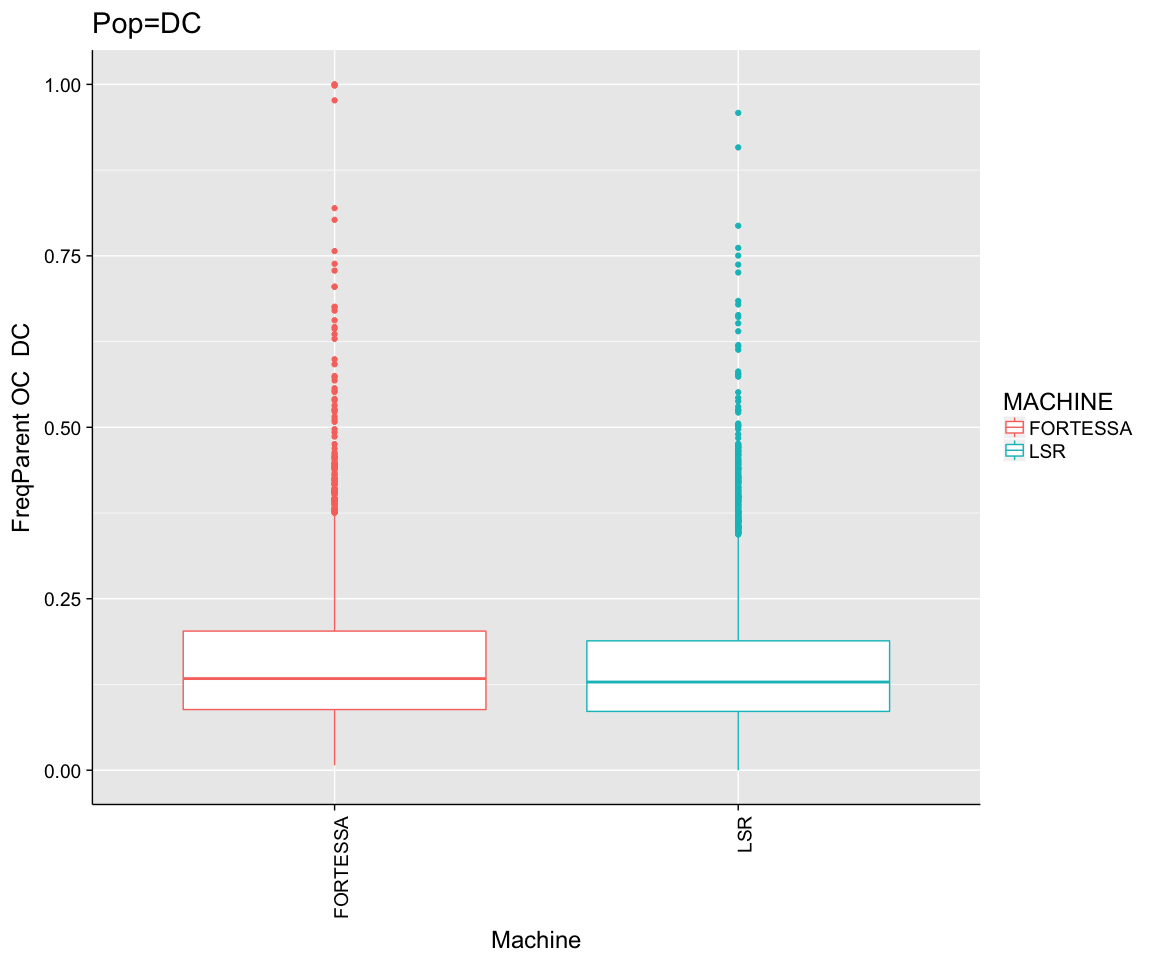 Pop=DC
1.00
0.75
0.50
0.25
0.00
FreqParent OC  DC
FORTESSA
LSR
Machine
MACHINE
FORTESSA
LSR